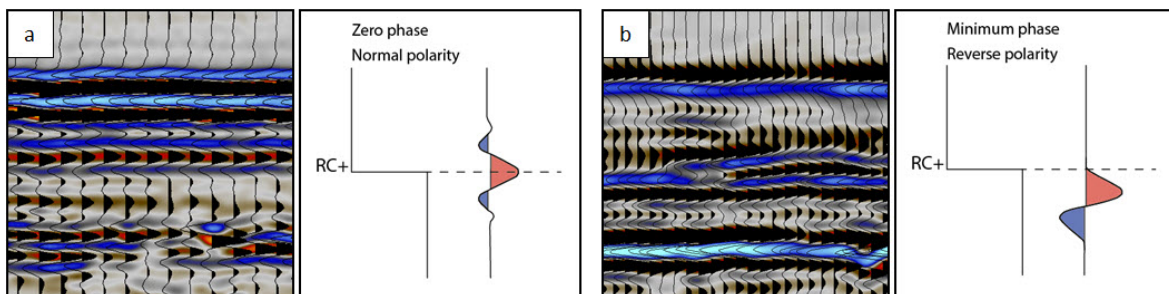 a
Zero phase
Normal polarity
RC+
b
Minimum phase
Reverse polarity
RC+